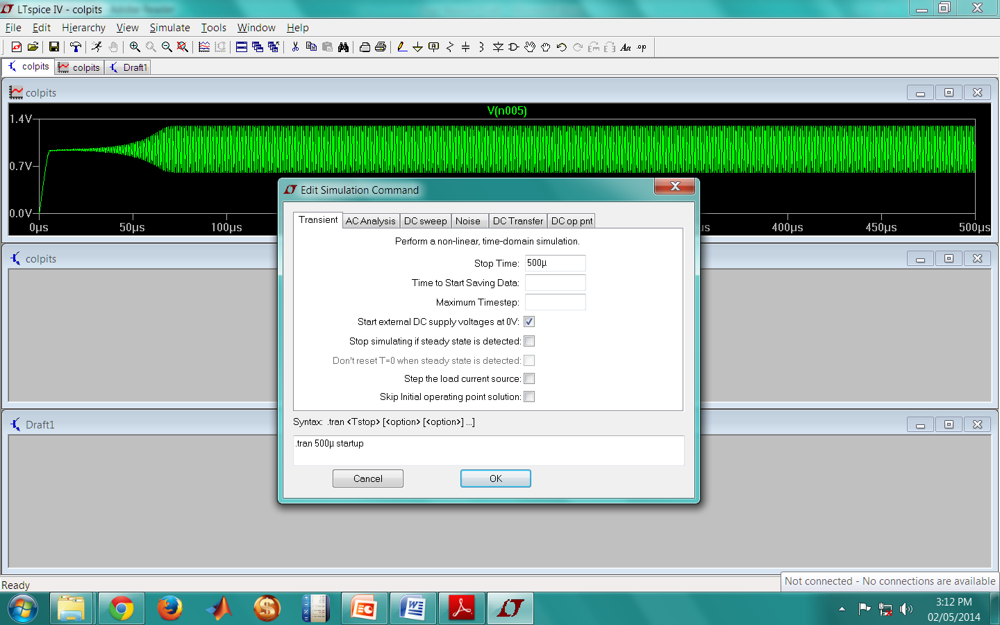 LTspice IV - colpits
File Edit Hierarchy View Simulate Tools Window Help
.op
colpits colpits Draft1
colpits
V(n005)
1.4V
0.7V
0.0V
0µs 50µs 100µs µs 400µs 450µs 500µs
Edit Simulation Command
Transient AC Analysis DC sweep Noise DC Transfer DC op pnt
Perform a non-linear, time-domain simulation.
Stop Time: 500µ
Time to Start Saving Data:
Maximum Timestep:
Start external DC supply voltages at 0V:
Stop simulating if steady state is detected:
Don't reset T=0 when steady state is detected:
Step the load current source:
Skip Initial operating point solution:
Syntax: .tran <Tstop> [<option> [<option>] ...]
.tran 500µ startup
Cancel OK
colpits
Draft1
Ready
Not connected - No connections are available
3:12 PM
02/05/2014